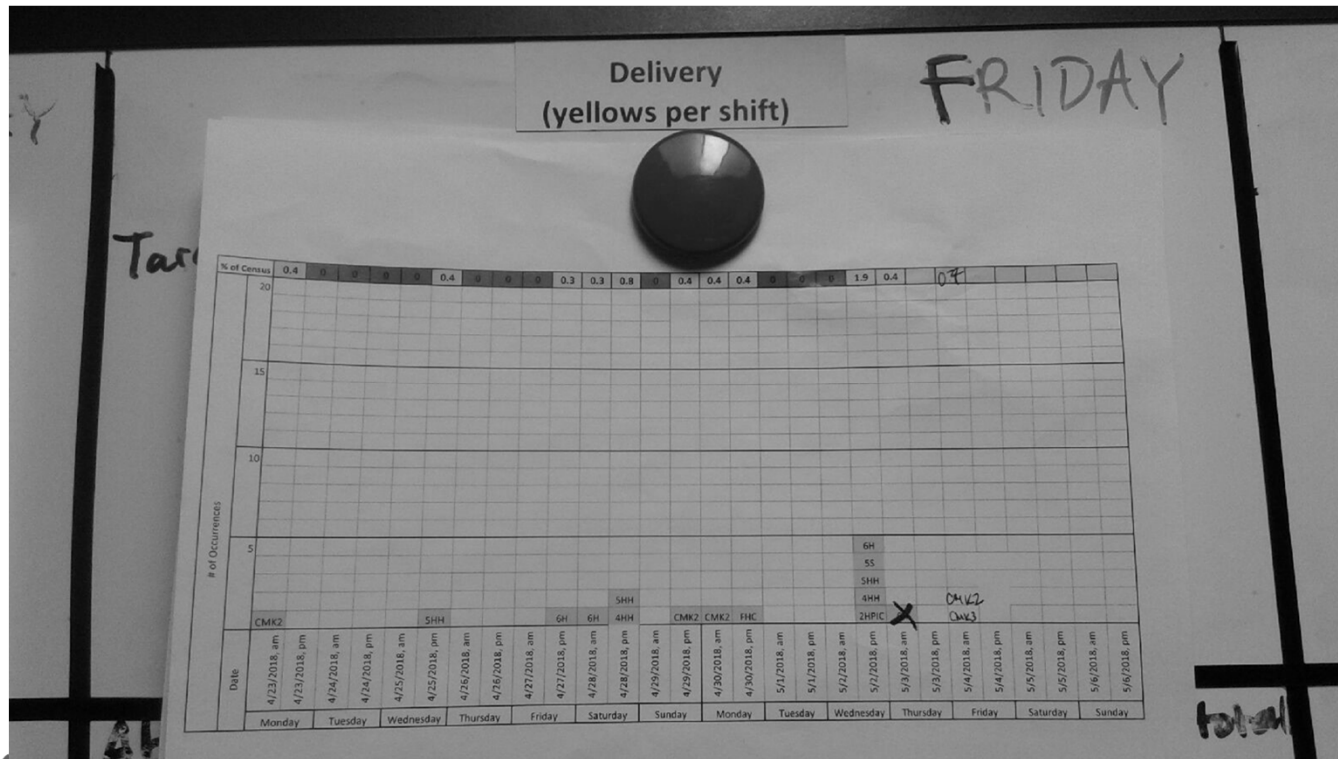 Delivery
(yellows per shift)
FRIDAY
Y
Tar
% of Census 0.4 0 0 0 0 0.4 0 0 0 0.3 0.3 0.8 0 0.4 0.4 0.4 0 0 0 1.9 0.4
20
15
10
# of Occurrences
5
6H
5S
5HH
5HH 4HH CMK2
CMK2 5HH 6H 6H 4HH CMK2 CMK2 FHC 2HPIC X CMK3
Date 4/23/2018, am 4/23/2018, pm 4/24/2018, am 4/24/2018, pm 4/25/2018, am 4/25/2018, pm 4/26/2018, am 4/26/2018, pm 4/27/2018, am 4/27/2018, pm 4/28/2018, am 4/28/2018, pm 4/29/2018, am 4/29/2018, pm 4/30/2018, am 4/30/2018, pm 5/1/2018, am 5/1/2018, pm 5/2/2018, am 5/2/2018, pm 5/3/2018, am 5/3/2018, pm 5/4/2018, am 5/4/2018, pm 5/5/2018, am 5/5/2018, pm 5/6/2018, am 5/6/2018, pm
Monday Tuesday Wednesday Thursday Friday Saturday Sunday Monday Tuesday Wednesday Thursday Friday Saturday Sunday
total